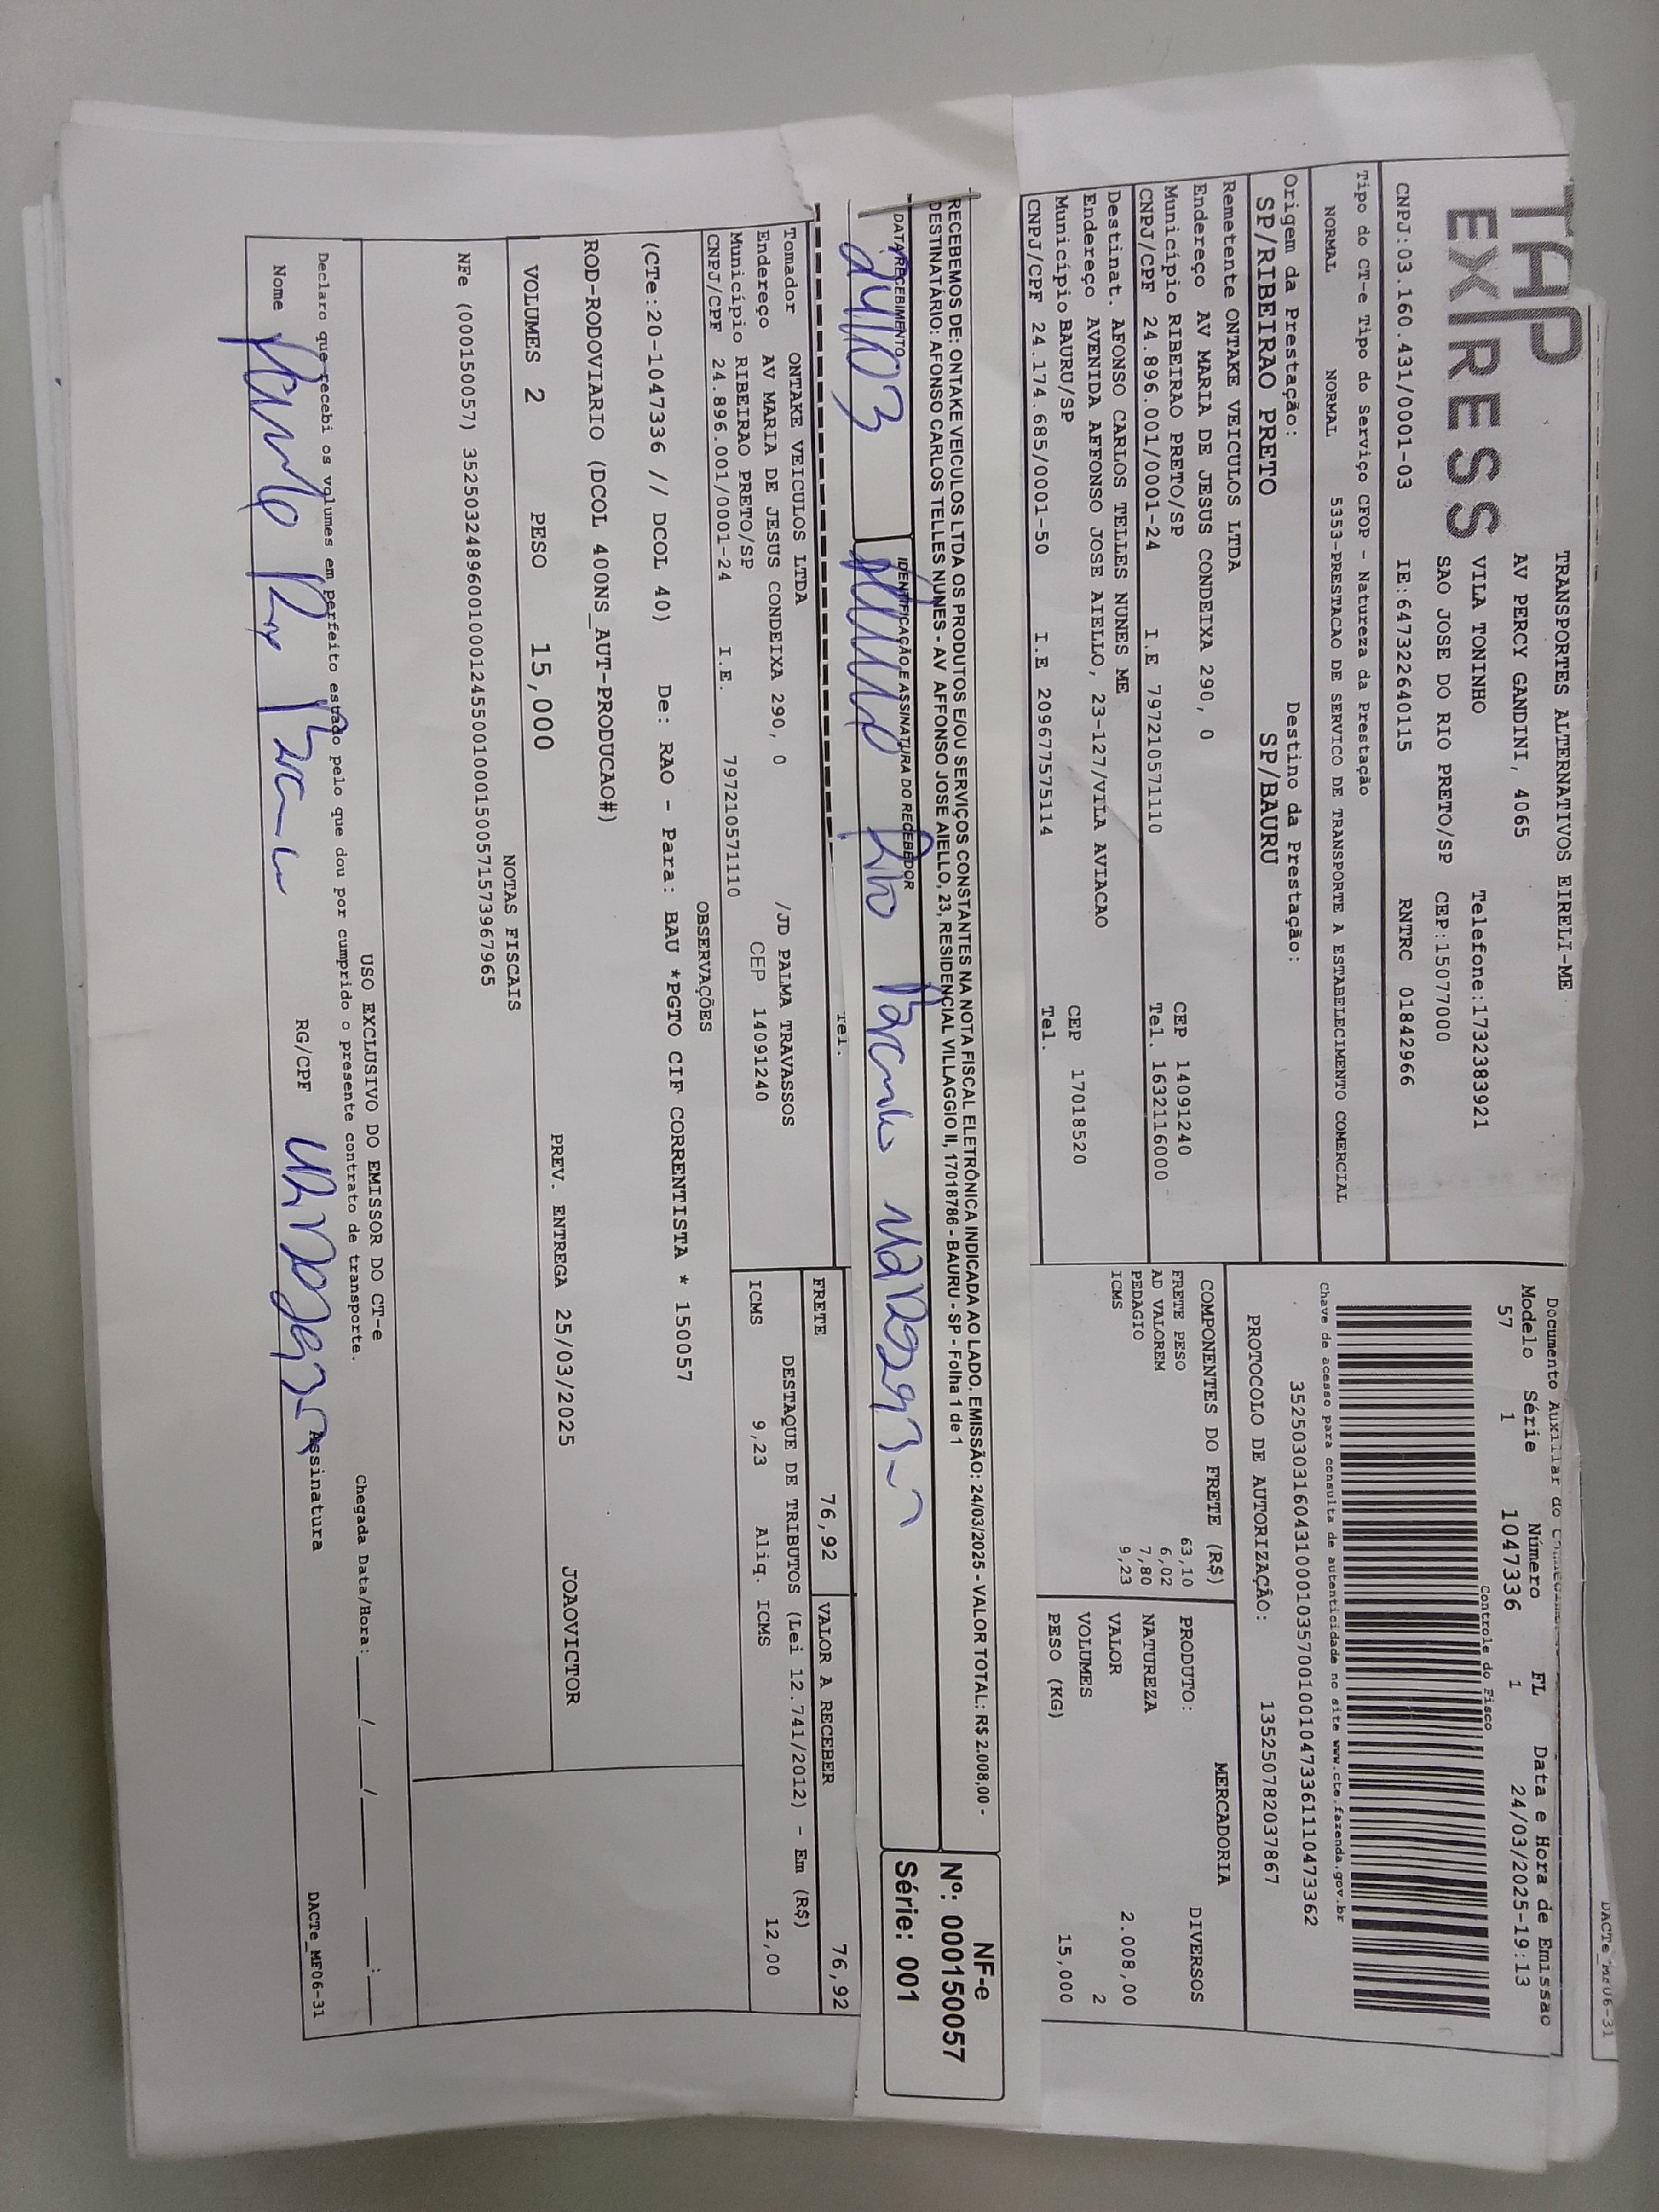 DACTe_MF06-31
TAP
EXPRESS
TRANSPORTES ALTERNATIVOS EIRELI-ME
AV PERCY GANDINI, 4065
VILA TONINHO Telefone:1732383921
SAO JOSE DO RIO PRETO/SP CEP:15077000
CNPJ:03.160.431/0001-03 IE:647322640115 RNTRC 01842966
Tipo do CT-e Tipo do Serviço CFOP - Natureza da Prestação
NORMAL NORMAL 5353-PRESTACAO DE SERVICO DE TRANSPORTE A ESTABELECIMENTO COMERCIAL
Origem da Prestação: Destino da Prestação:
SP/RIBEIRAO PRETO SP/BAURU
Remetente ONTAKE VEICULOS LTDA
Endereço AV MARIA DE JESUS CONDEIXA 290, 0
Município RIBEIRAO PRETO/SP CEP 14091240
CNPJ/CPF 24.896.001/0001-24 I.E 797210571110 Tel. 1632116000
Destinat. AFONSO CARLOS TELLES NUNES ME
Endereço AVENIDA AFFONSO JOSE AIELLO, 23-127/VILA AVIACAO
Município BAURU/SP CEP 17018520
CNPJ/CPF 24.174.685/0001-50 I.E 209677575114 Tel.
Documento Auxiliar do
Modelo Série Número FL Data e Hora de Emissao
57 1 1047336 1 24/03/2025-19:13
Controle do Fisco
Chave de acesso para consulta de autenticidade no site www.cte.fazenda.gov.br
35250303160431000103570010010473361110473362
PROTOCOLO DE AUTORIZAÇÃO: 135250782037867
COMPONENTES DO FRETE (R$)
FRETE PESO 63,10
AD VALOREM 6,02
PEDAGIO 7,80
ICMS 9,23
MERCADORIA
PRODUTO: DIVERSOS
NATUREZA
VALOR 2.008,00
VOLUMES 2
PESO (KG) 15,000
RECEBEMOS DE: ONTAKE VEICULOS LTDA OS PRODUTOS E/OU SERVIÇOS CONSTANTES NA NOTA FISCAL ELETRÔNICA INDICADA AO LADO. EMISSÃO: 24/03/2025 - VALOR TOTAL: R$ 2.008,00 -
DESTINATÁRIO: AFONSO CARLOS TELLES NUNES - AV AFFONSO JOSE AIELLO, 23, RESIDENCIAL VILLAGGIO II, 17018786 - BAURU - SP - Folha 1 de 1
DATA RECEBIMENTO IDENTIFICAÇÃO E ASSINATURA DO RECEBEDOR
NF-e
Nº: 000150057
Série: 001
Tel.
Tomador ONTAKE VEICULOS LTDA
Endereço AV MARIA DE JESUS CONDEIXA 290, 0 /JD PALMA TRAVASSOS
Município RIBEIRAO PRETO/SP CEP 14091240
CNPJ/CPF 24.896.001/0001-24 I.E. 797210571110
FRETE 76,92 VALOR A RECEBER 76,92
DESTAQUE DE TRIBUTOS (Lei 12.741/2012) - Em (R$)
ICMS 9,23 Aliq. ICMS 12,00
OBSERVAÇÕES
(CTe:20-1047336 // DCOL 40) De: RAO - Para: BAU *PGTO CIF CORRENTISTA * 150057
ROD-RODOVIARIO (DCOL 400NS_AUT-PRODUCAO#)
JOAOVICTOR
VOLUMES 2 PESO 15,000 PREV. ENTREGA 25/03/2025
NOTAS FISCAIS
NFe (000150057) 35250324896001000124550010001500571573967965
USO EXCLUSIVO DO EMISSOR DO CT-e
Declaro que recebi os volumes em perfeito estado pelo que dou por cumprido o presente contrato de transporte.
Chegada Data/Hora: ____/____/____ ____:____
Nome RG/CPF Assinatura
DACTe_MF06-31